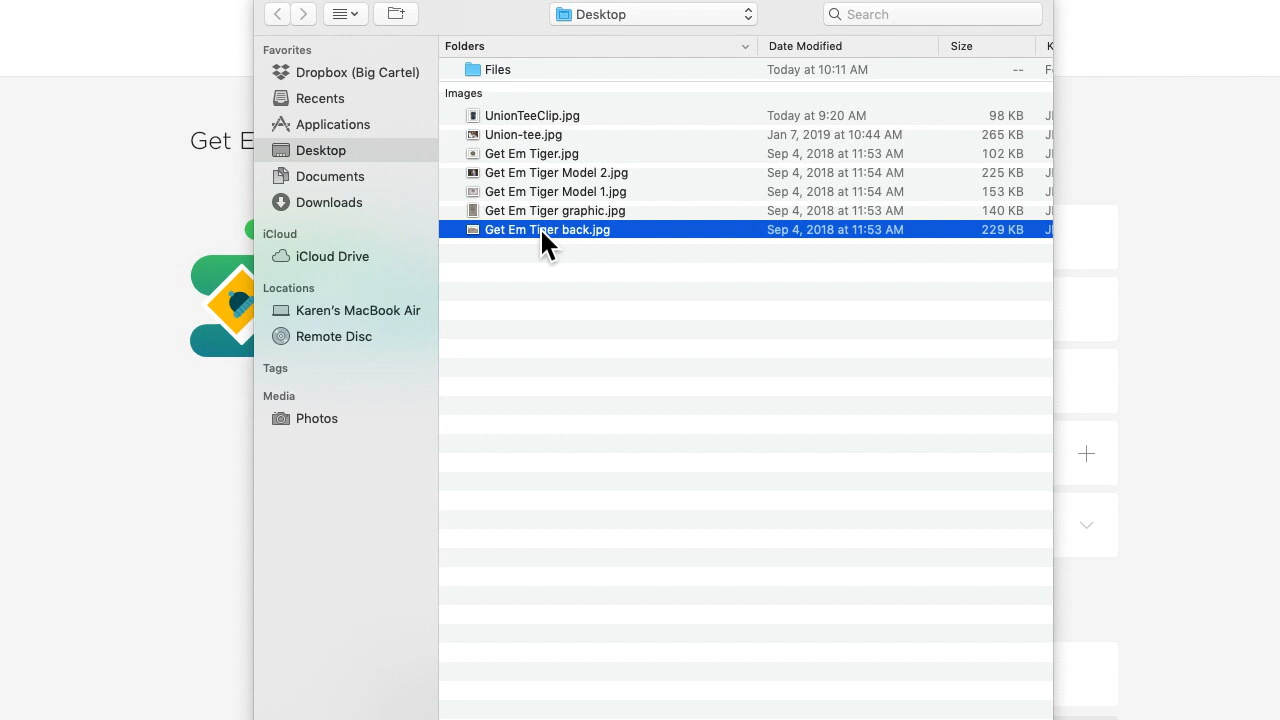 Desktop
Search
Get E
Favorites
Dropbox (Big Cartel)
Recents
Applications
Desktop
Documents
Downloads
iCloud
iCloud Drive
Locations
Karen's MacBook Air
Remote Disc
Tags
Media
Photos
Folders Date Modified Size K
Files Today at 10:11 AM -- F
Images
UnionTeeClip.jpg Today at 9:20 AM 98 KB
Union-tee.jpg Jan 7, 2019 at 10:44 AM 265 KB
Get Em Tiger.jpg Sep 4, 2018 at 11:53 AM 102 KB
Get Em Tiger Model 2.jpg Sep 4, 2018 at 11:54 AM 225 KB
Get Em Tiger Model 1.jpg Sep 4, 2018 at 11:54 AM 153 KB
Get Em Tiger graphic.jpg Sep 4, 2018 at 11:53 AM 140 KB
Get Em Tiger back.jpg Sep 4, 2018 at 11:53 AM 229 KB